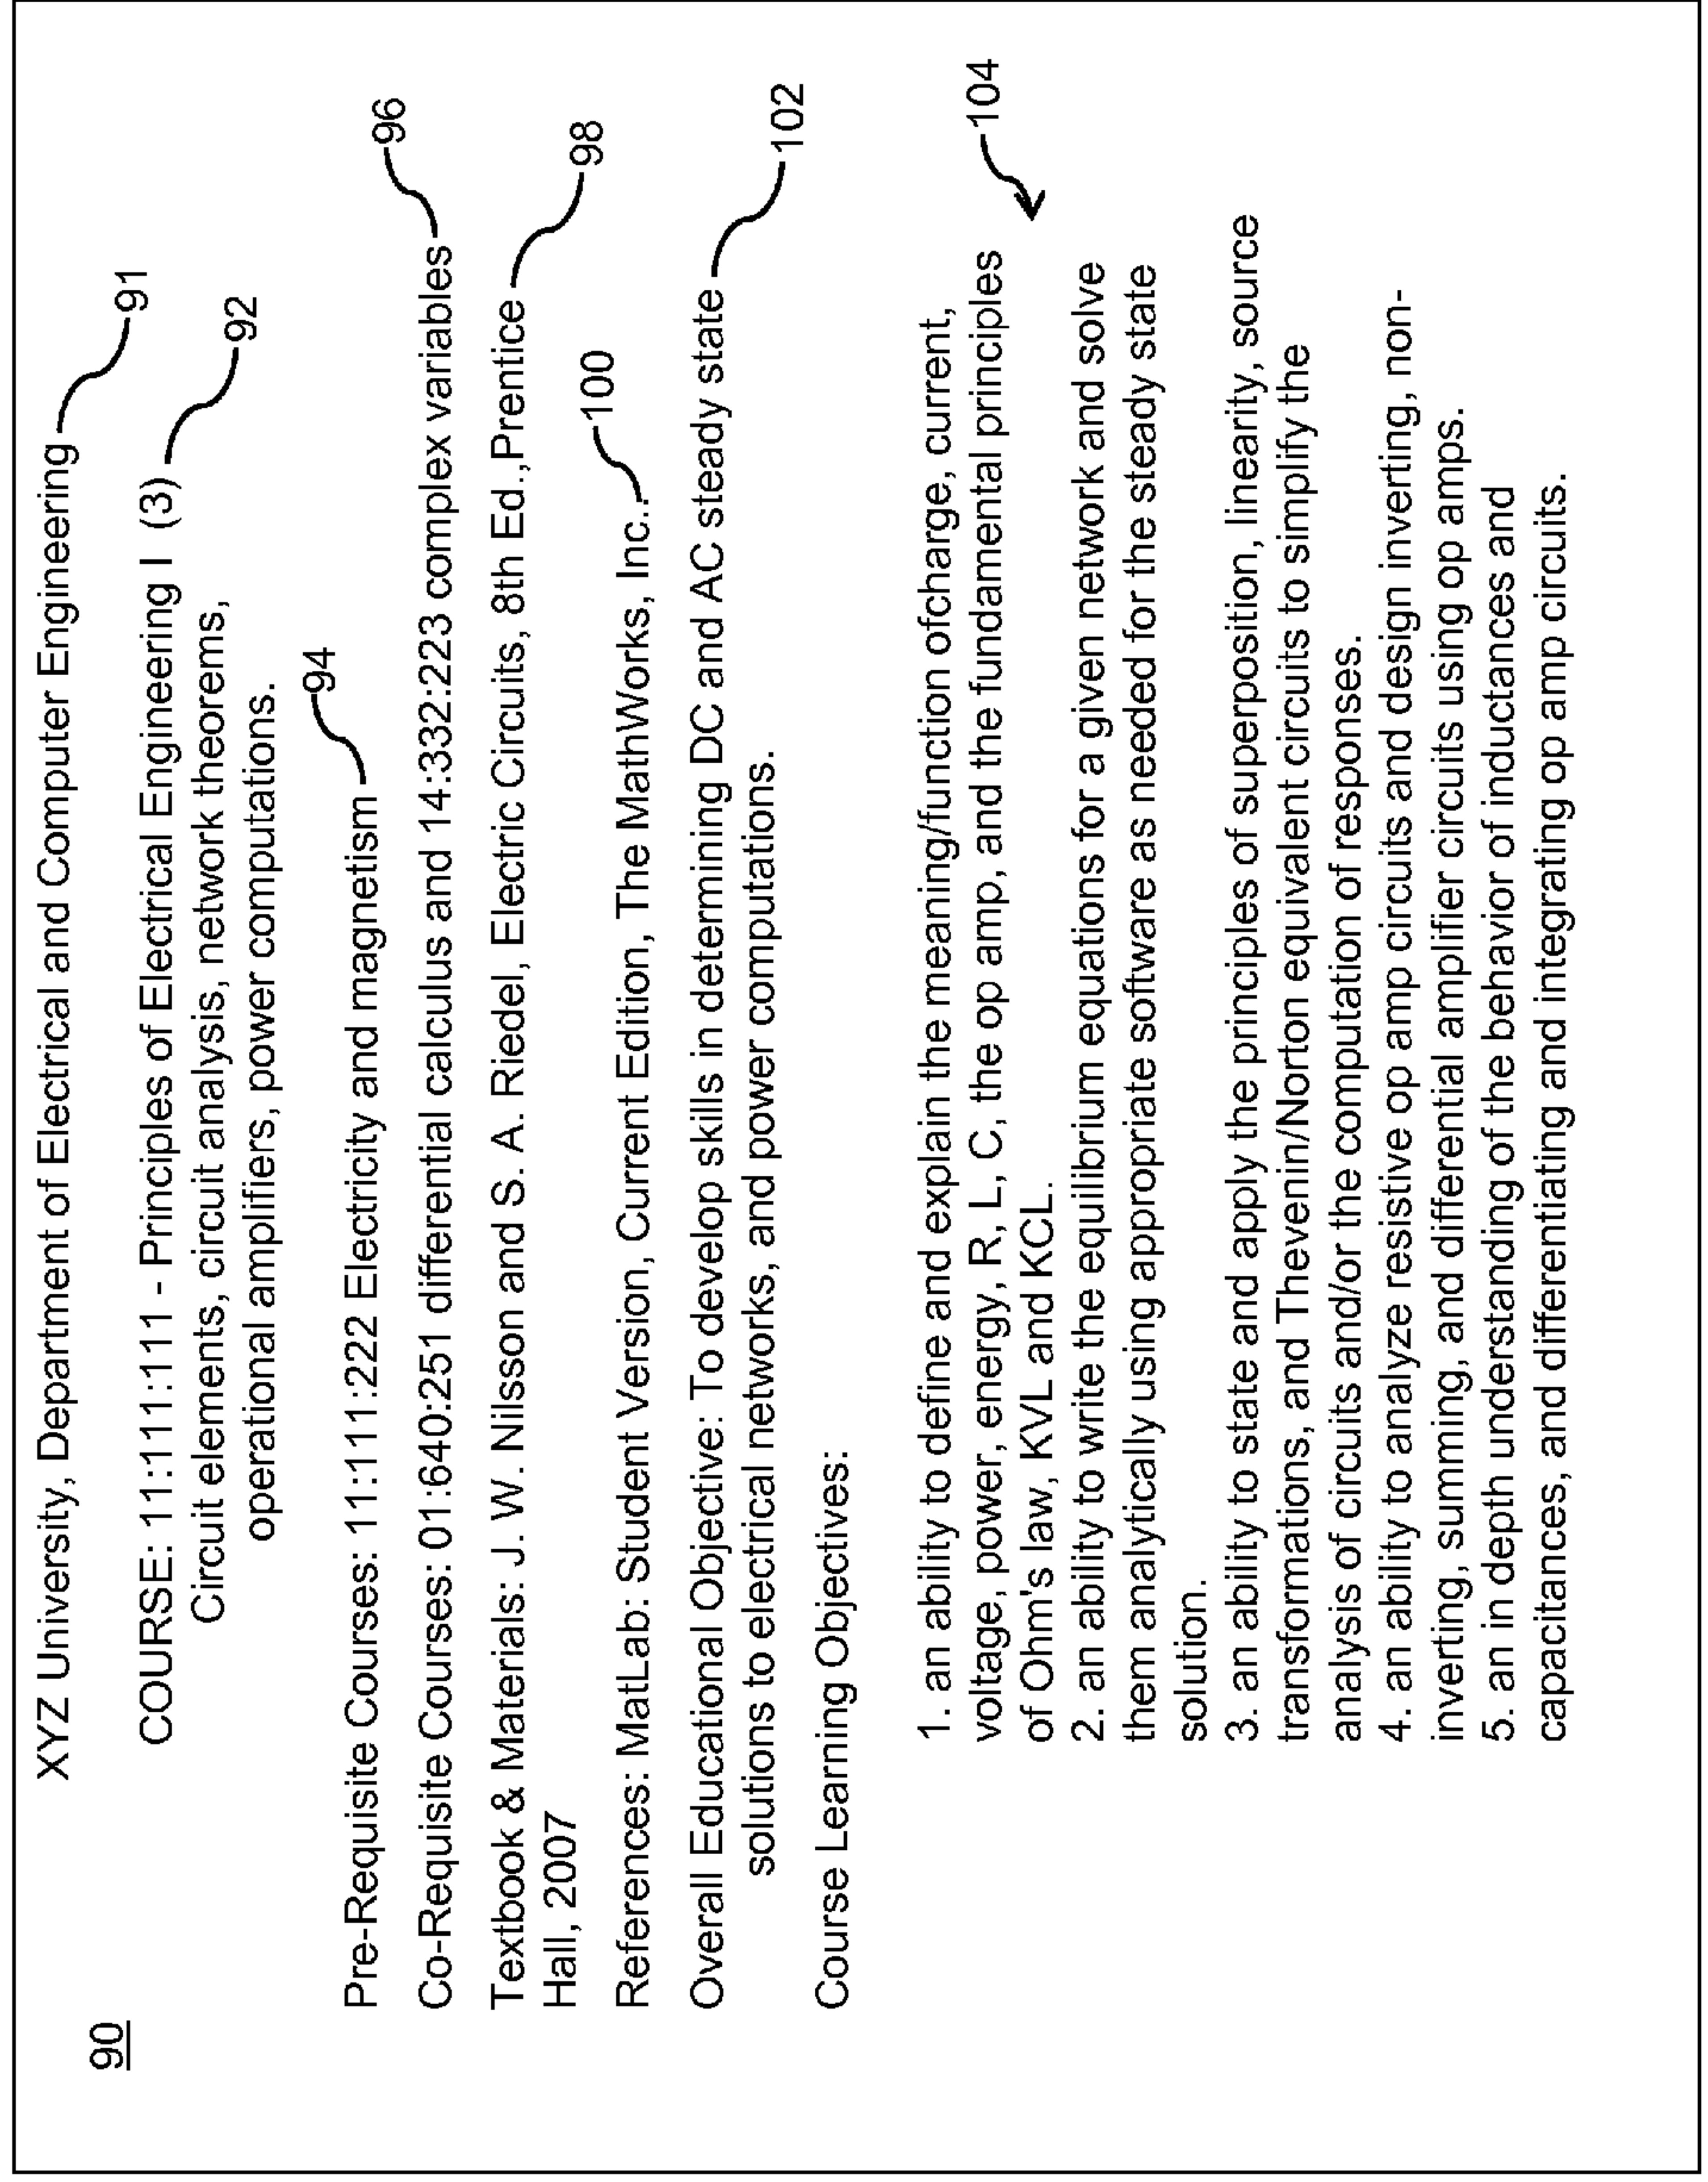 90
XYZ University, Department of Electrical and Computer Engineering 91
COURSE: 11:111:111 - Principles of Electrical Engineering I (3) 92
Circuit elements, circuit analysis, network theorems,
operational amplifiers, power computations.
94
Pre-Requisite Courses: 11:111:222 Electricity and magnetism
96
Co-Requisite Courses: 01:640:251 differential calculus and 14:332:223 complex variables
Textbook & Materials: J. W. Nilsson and S. A. Riedel, Electric Circuits, 8th Ed.,Prentice 98
Hall, 2007
100
References: MatLab: Student Version, Current Edition, The MathWorks, Inc..
Overall Educational Objective: To develop skills in determining DC and AC steady state 102
solutions to electrical networks, and power computations.
Course Learning Objectives:
104
1. an ability to define and explain the meaning/function ofcharge, current,
voltage, power, energy, R, L, C, the op amp, and the fundamental principles
of Ohm's law, KVL and KCL.
2. an ability to write the equilibrium equations for a given network and solve
them analytically using appropriate software as needed for the steady state
solution.
3. an ability to state and apply the principles of superposition, linearity, source
transformations, and Thevenin/Norton equivalent circuits to simplify the
analysis of circuits and/or the computation of responses.
4. an ability to analyze resistive op amp circuits and design inverting, non-
inverting, summing, and differential amplifier circuits using op amps.
5. an in depth understanding of the behavior of inductances and
capacitances, and differentiating and integrating op amp circuits.